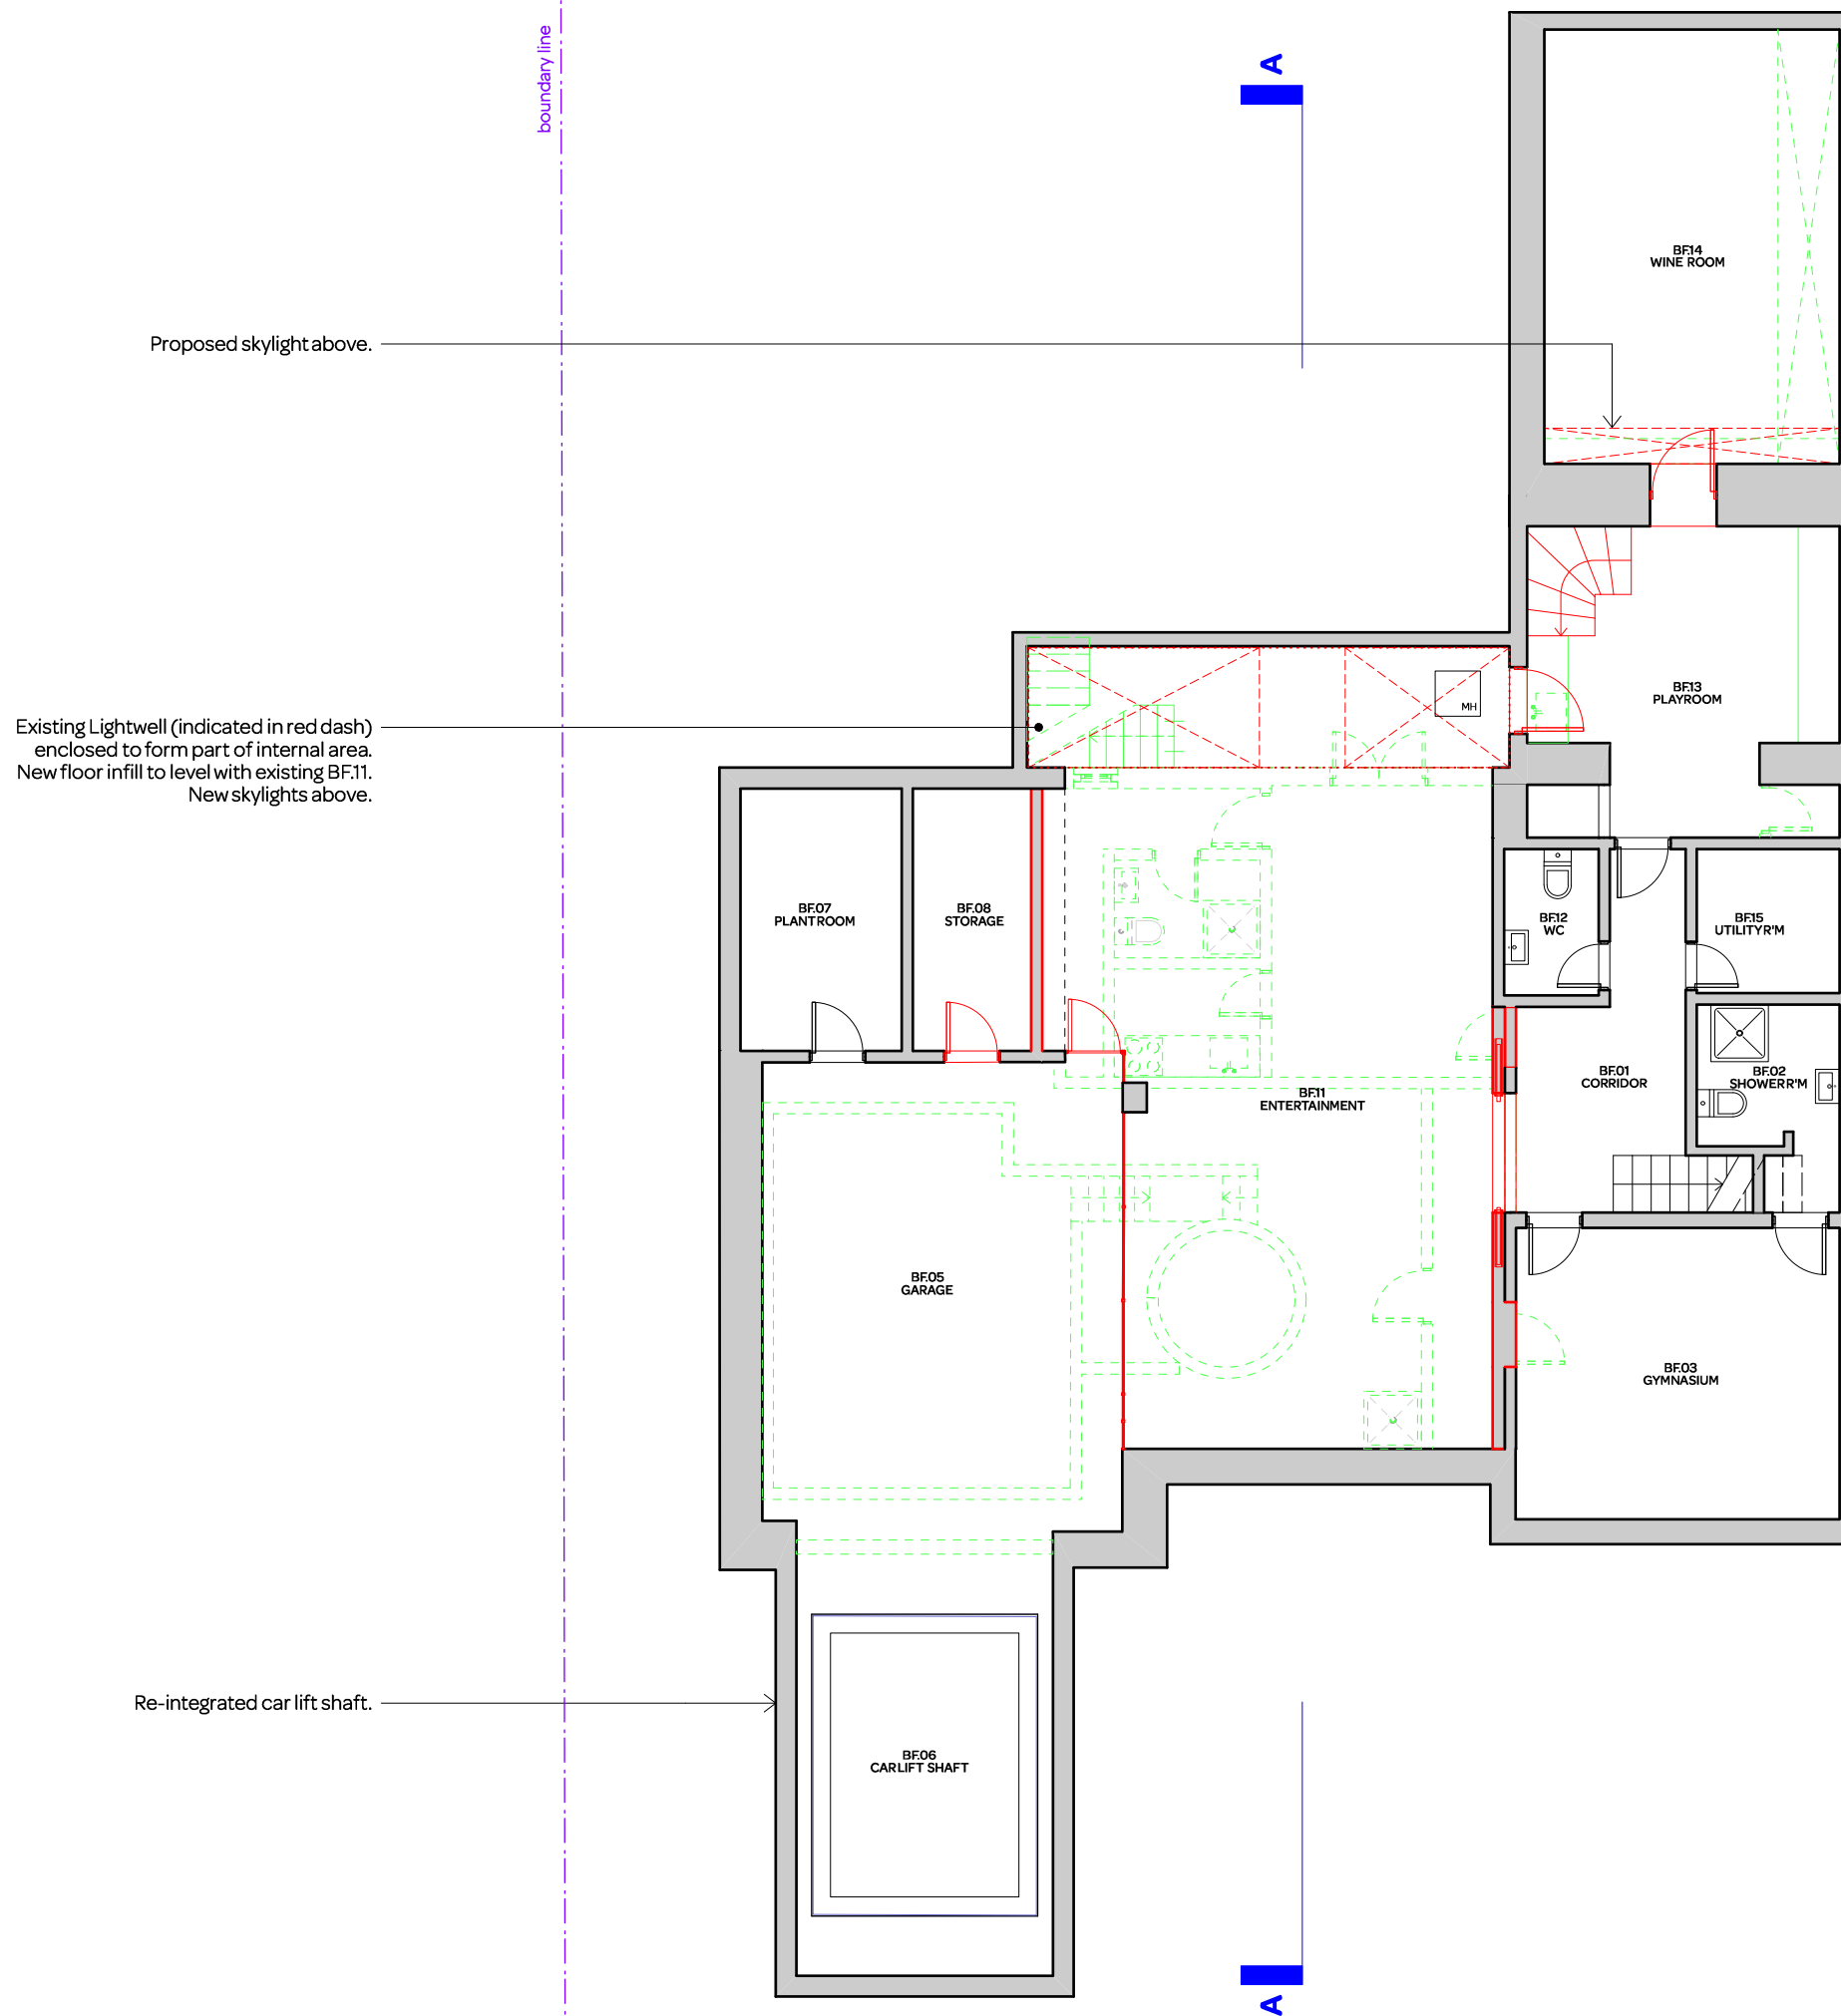 boundary line
A
BF.14
WINE ROOM
Proposed skylight above.
BF.13
PLAYROOM
MH
Existing Lightwell (indicated in red dash)
enclosed to form part of internal area.
New floor infill to level with existing BF.11.
New skylights above.
BF.07
PLANTROOM
BF.08
STORAGE
BF.12
WC
BF.15
UTILITY R'M
BF.01
CORRIDOR
BF.02
SHOWER R'M
BF.11
ENTERTAINMENT
BF.05
GARAGE
BF.03
GYMNASIUM
Re-integrated car lift shaft.
BF.06
CAR LIFT SHAFT
A